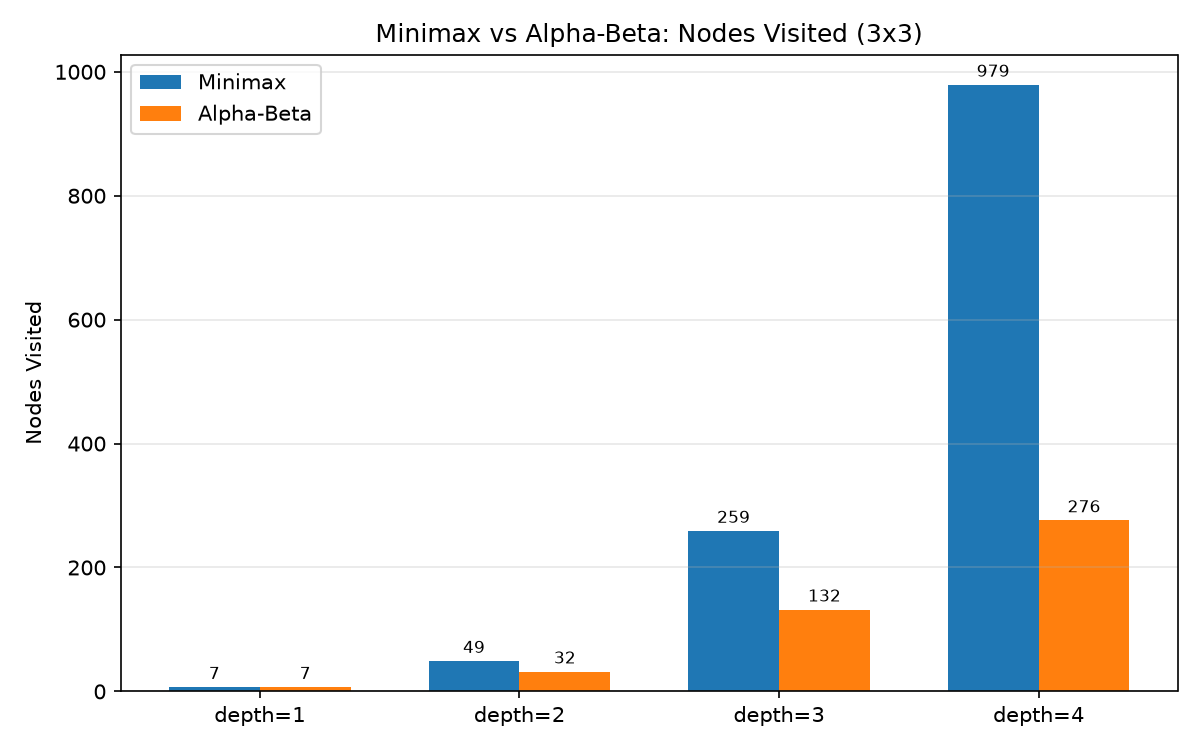 Minimax vs Alpha-Beta: Nodes Visited (3x3)
Minimax
Alpha-Beta
Nodes Visited
1000
800
600
400
200
0
7
7
49
32
259
132
979
276
depth=1
depth=2
depth=3
depth=4